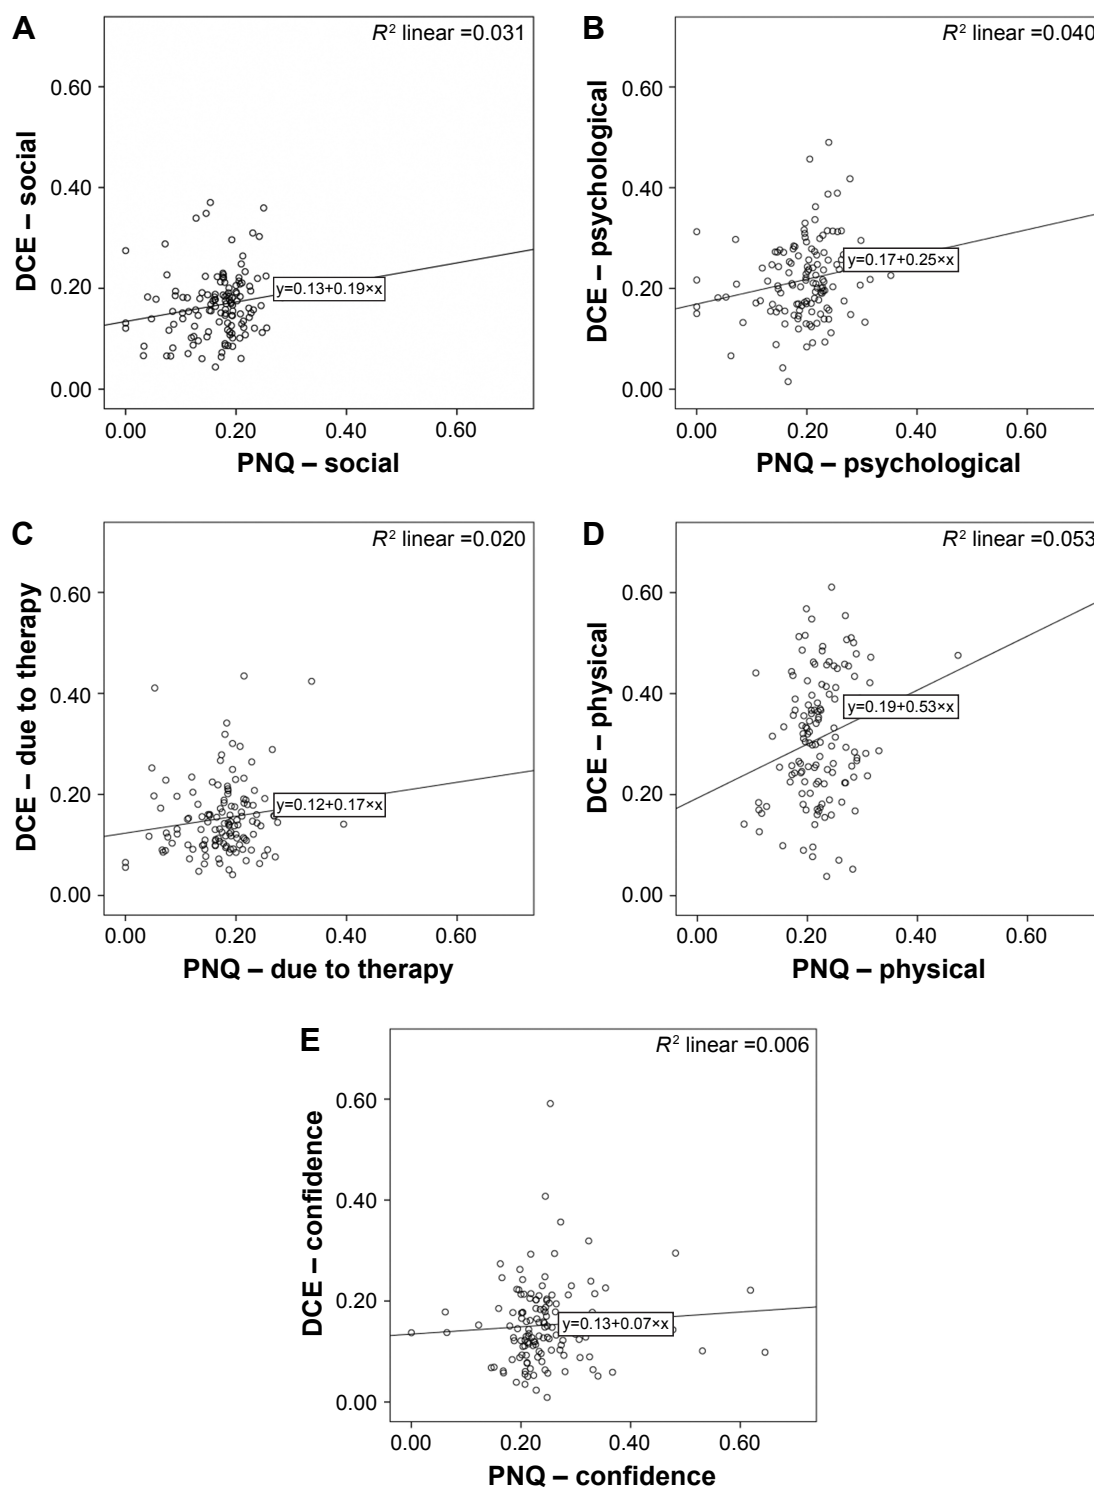 A
R² linear =0.031
DCE – social
0.60
0.40
0.20
0.00
y=0.13+0.19×x
0.00 0.20 0.40 0.60
PNQ – social
B
R² linear =0.040
DCE – psychological
0.60
0.40
0.20
0.00
y=0.17+0.25×x
0.00 0.20 0.40 0.60
PNQ – psychological
C
R² linear =0.020
DCE – due to therapy
0.60
0.40
0.20
0.00
y=0.12+0.17×x
0.00 0.20 0.40 0.60
PNQ – due to therapy
D
R² linear =0.053
DCE – physical
0.60
0.40
0.20
0.00
y=0.19+0.53×x
0.00 0.20 0.40 0.60
PNQ – physical
E
R² linear =0.006
DCE – confidence
0.60
0.40
0.20
0.00
y=0.13+0.07×x
0.00 0.20 0.40 0.60
PNQ – confidence